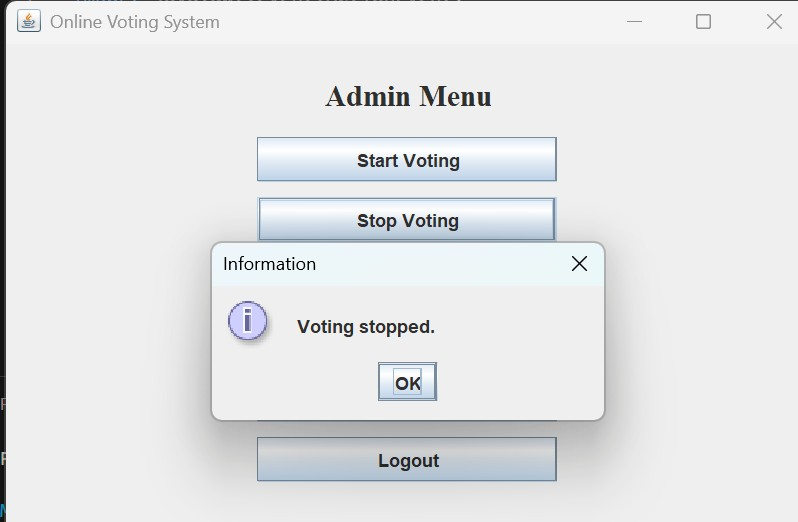 Online Voting System
Admin Menu
Start Voting
Stop Voting
Information
Voting stopped.
OK
Logout